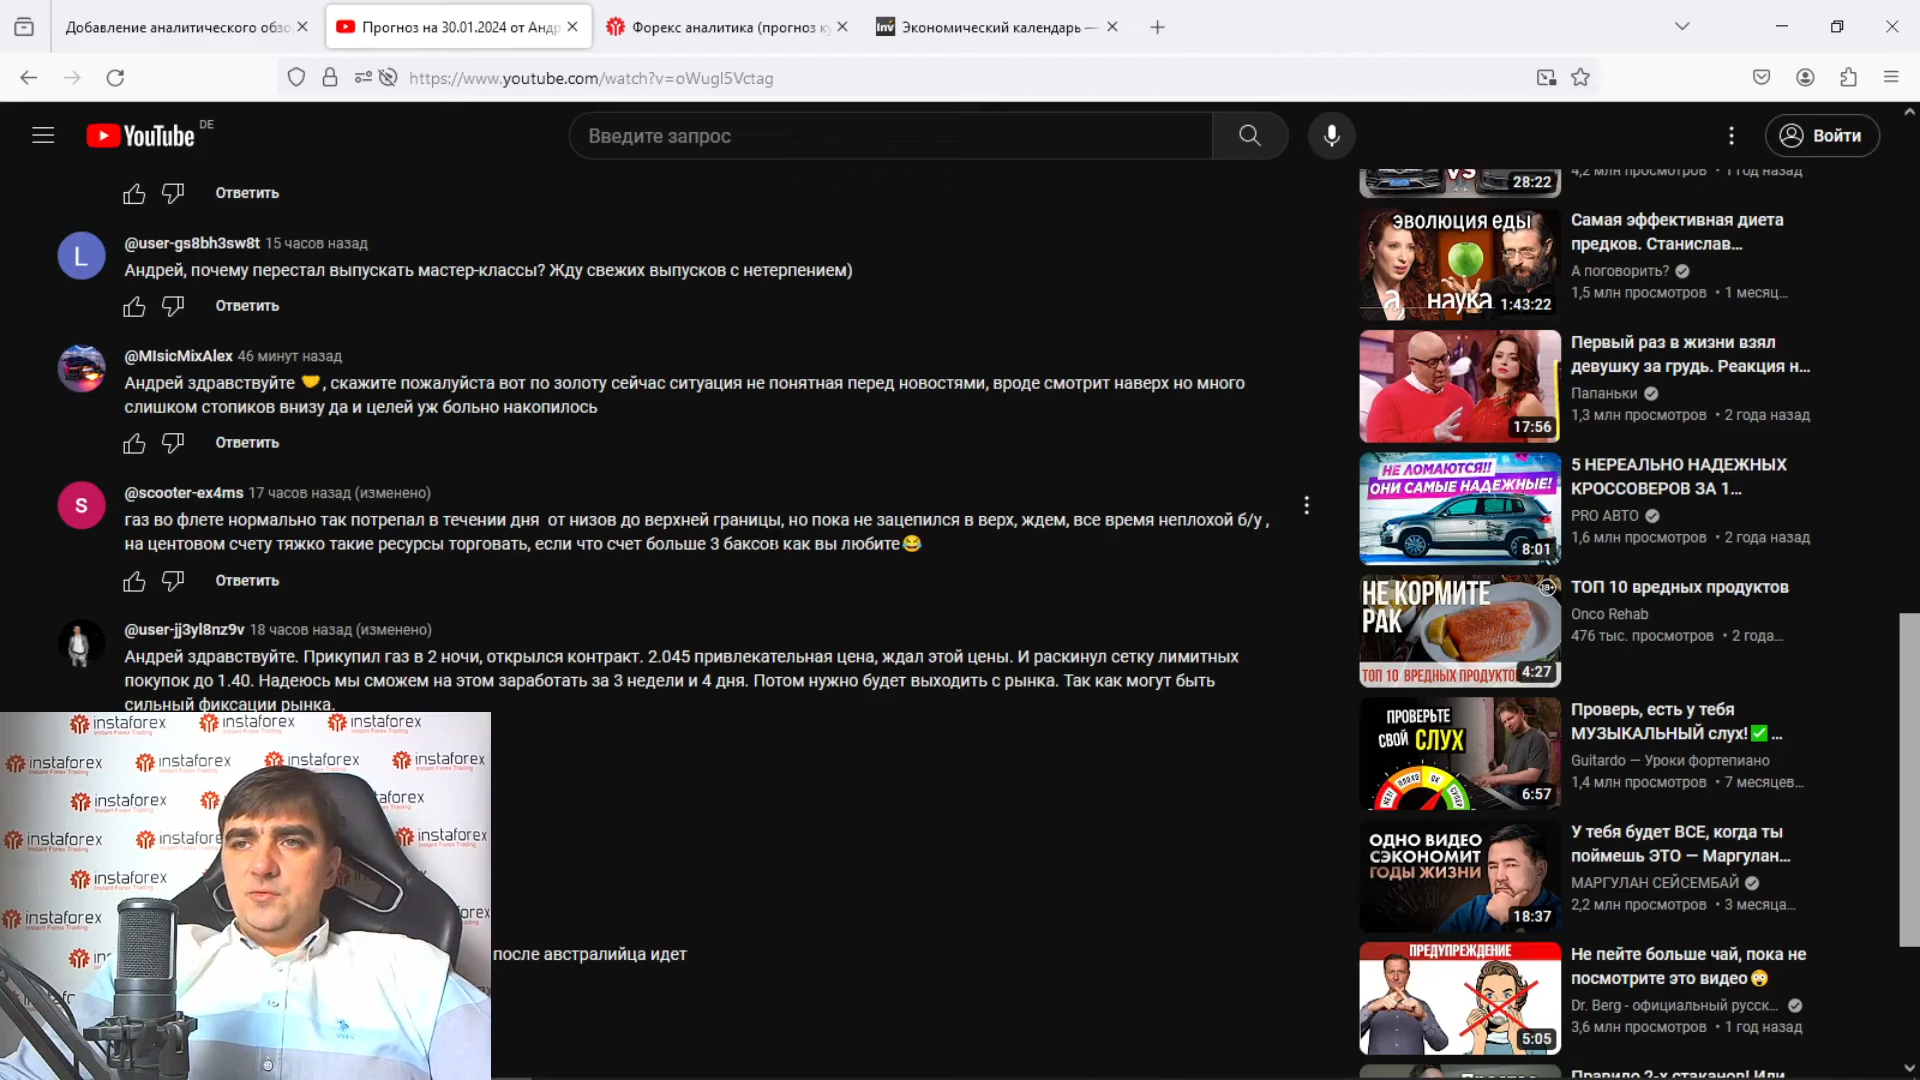 Добавление аналитического обзо
Прогноз на 30.01.2024 от Андр
Форекс аналитика (прогноз ку
Экономический календарь —
https://www.youtube.com/watch?v=oWugl5Vctag
YouTube DE
Введите запрос
Войти
Ответить
@user-gs8bh3sw8t 15 часов назад
Андрей, почему перестал выпускать мастер-классы? Жду свежих выпусков с нетерпением)
Ответить
@MIsicMixAlex 46 минут назад
Андрей здравствуйте 🤝, скажите пожалуйста вот по золоту сейчас ситуация не понятная перед новостями, вроде смотрит наверх но много
слишком стопиков внизу да и целей уж больно накопилось
Ответить
@scooter-ex4ms 17 часов назад (изменено)
газ во флете нормально так потрепал в течении дня от низов до верхней границы, но пока не зацепился в верх, ждем, все время неплохой б/у ,
на центовом счету тяжко такие ресурсы торговать, если что счет больше 3 баксов как вы любите😂
Ответить
@user-jj3yl8nz9v 18 часов назад (изменено)
Андрей здравствуйте. Прикупил газ в 2 ночи, открылся контракт. 2.045 привлекательная цена, ждал этой цены. И раскинул сетку лимитных
покупок до 1.40. Надеюсь мы сможем на этом заработать за 3 недели и 4 дня. Потом нужно будет выходить с рынка. Так как могут быть
сильный фиксации рынка.
после австралийца идет
instaforex
Instant Forex Trading
VS
28:22
4,2 млн просмотров • 1 год назад
ЭВОЛЮЦИЯ ЕДЫ
а наука
1:43:22
Самая эффективная диета
предков. Станислав...
А поговорить?
1,5 млн просмотров • 1 месяц...
17:56
Первый раз в жизни взял
девушку за грудь. Реакция н...
Папаньки
1,3 млн просмотров • 2 года назад
НЕ ЛОМАЮТСЯ!!
ОНИ САМЫЕ НАДЕЖНЫЕ!
8:01
5 НЕРЕАЛЬНО НАДЕЖНЫХ
КРОССОВЕРОВ ЗА 1...
PRO АВТО
1,6 млн просмотров • 2 года назад
НЕ КОРМИТЕ
РАК
18+
ТОП 10 ВРЕДНЫХ ПРОДУКТО
4:27
ТОП 10 вредных продуктов
Onco Rehab
476 тыс. просмотров • 2 года...
ПРОВЕРЬТЕ
СВОЙ СЛУХ
НЕТ! ПЛОХО OK СУПЕР
6:57
Проверь, есть у тебя
МУЗЫКАЛЬНЫЙ слух!✅ ...
Guitardo — Уроки фортепиано
1,4 млн просмотров • 7 месяцев...
ОДНО ВИДЕО
СЭКОНОМИТ
ГОДЫ ЖИЗНИ
18:37
У тебя будет ВСЕ, когда ты
поймешь ЭТО — Маргулан...
МАРГУЛАН СЕЙСЕМБАЙ
2,2 млн просмотров • 3 месяца...
ПРЕДУПРЕЖДЕНИЕ
5:05
Не пейте больше чай, пока не
посмотрите это видео😲
Dr. Berg - официальный русск...
3,6 млн просмотров • 1 год назад
Правило 2-х стаканов! Или